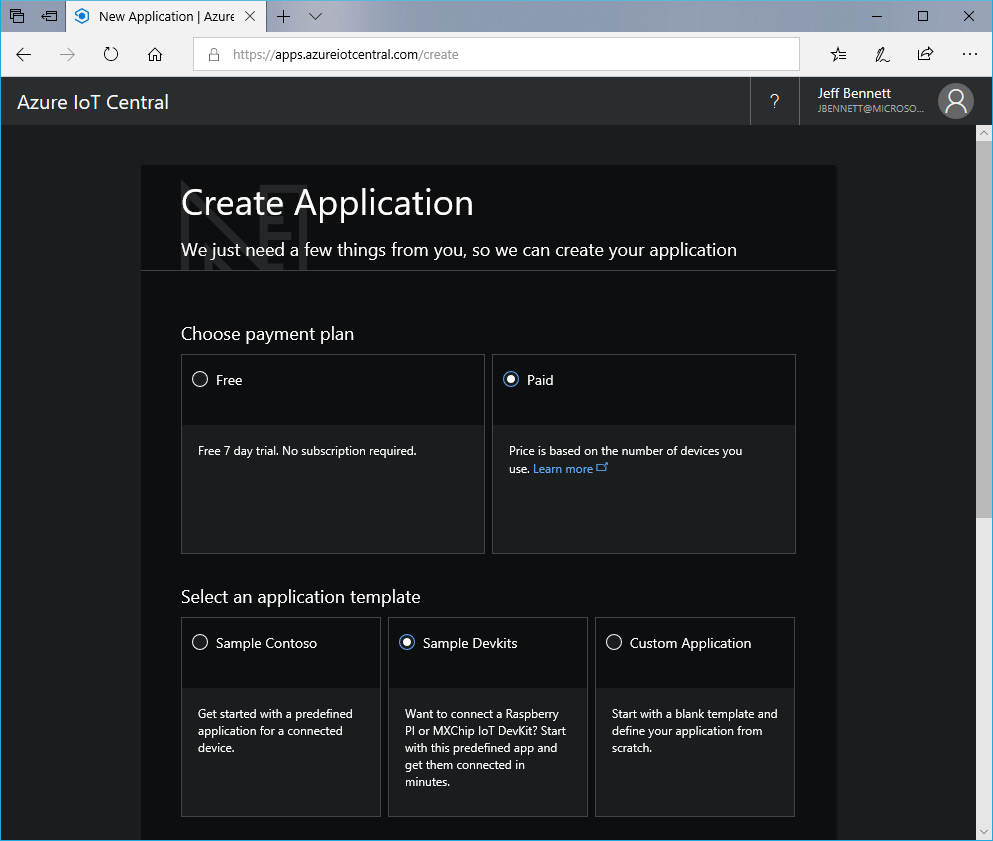 New Application | Azure
https://apps.azureiotcentral.com/create
Azure IoT Central
?
Jeff Bennett
JBENNETT@MICROSO...
Create Application
We just need a few things from you, so we can create your application
Choose payment plan
Free
Free 7 day trial. No subscription required.
Paid
Price is based on the number of devices you
use. Learn more
Select an application template
Sample Contoso
Get started with a predefined
application for a connected
device.
Sample Devkits
Want to connect a Raspberry
PI or MXChip IoT DevKit? Start
with this predefined app and
get them connected in
minutes.
Custom Application
Start with a blank template and
define your application from
scratch.